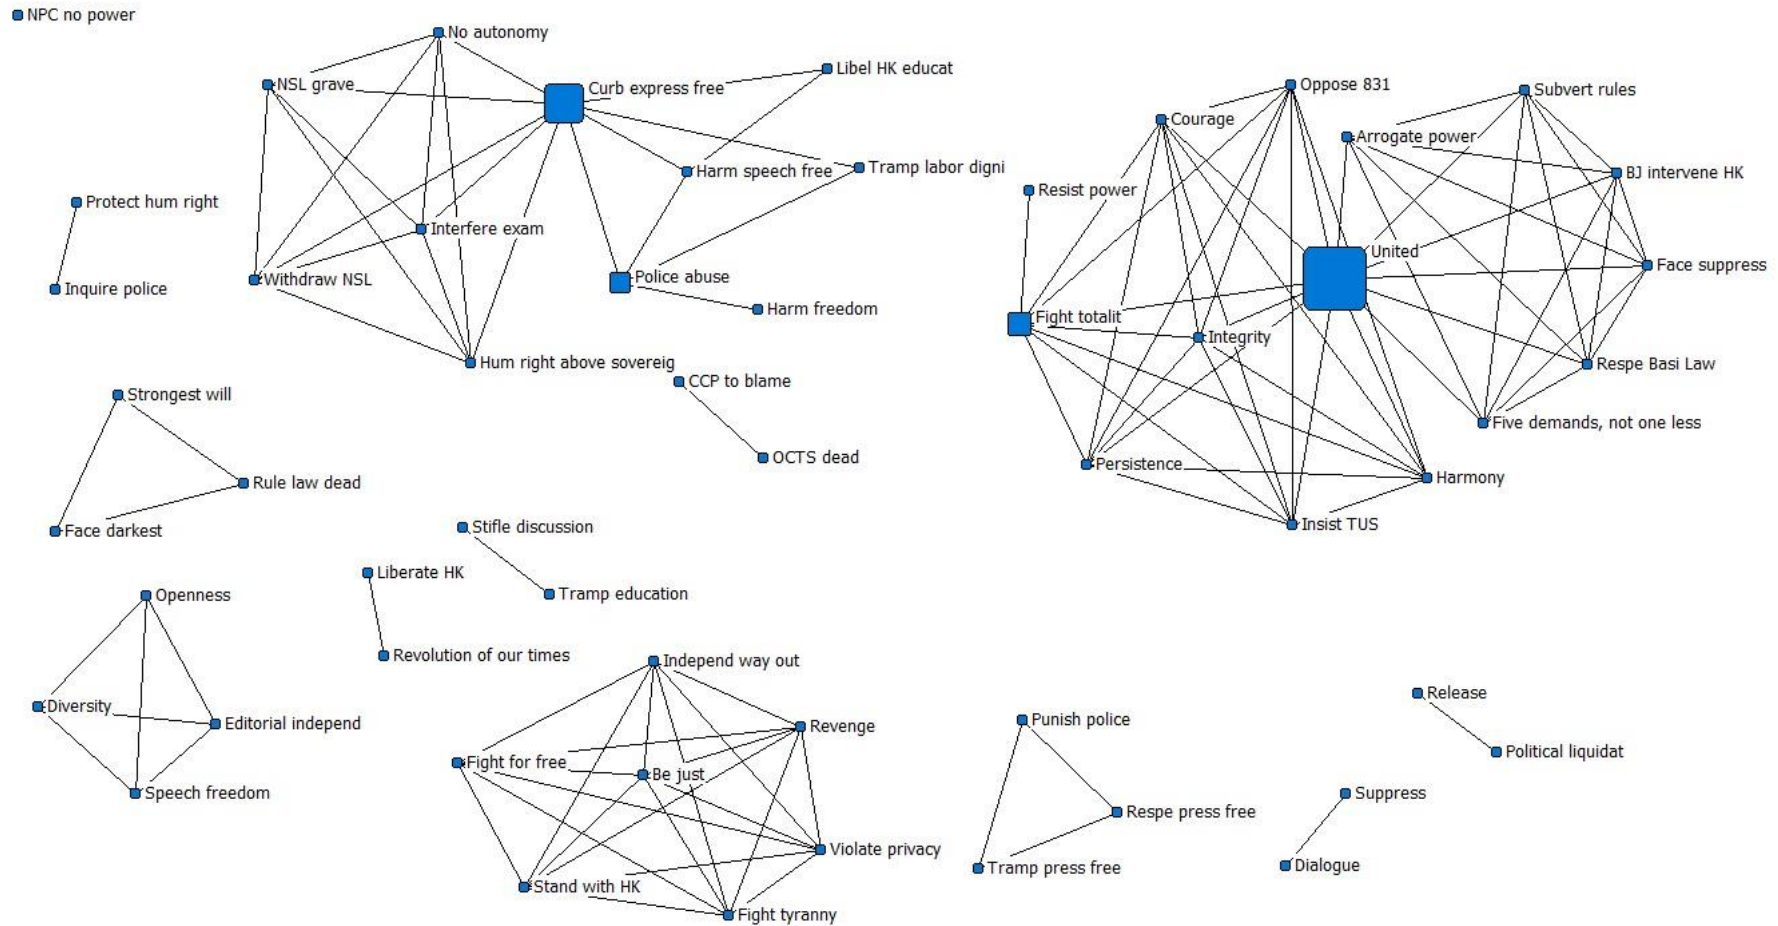 NPC no power
No autonomy
NSL grave
Curb express free
Libel HK educat
Harm speech free
Tramp labor digni
Protect hum right
Inquire police
Interfere exam
Withdraw NSL
Police abuse
Harm freedom
Hum right above sovereig
Oppose 831
Subvert rules
Courage
Arrogate power
BJ intervene HK
Resist power
United
Face suppress
Fight totalit
Integrity
Respe Basi Law
Five demands, not one less
Persistence
Harmony
Insist TUS
CCP to blame
OCTS dead
Strongest will
Rule law dead
Face darkest
Stifle discussion
Tramp education
Liberate HK
Revolution of our times
Openness
Diversity
Editorial independ
Speech freedom
Independ way out
Revenge
Fight for free
Be just
Violate privacy
Stand with HK
Fight tyranny
Punish police
Respe press free
Tramp press free
Release
Political liquidat
Suppress
Dialogue